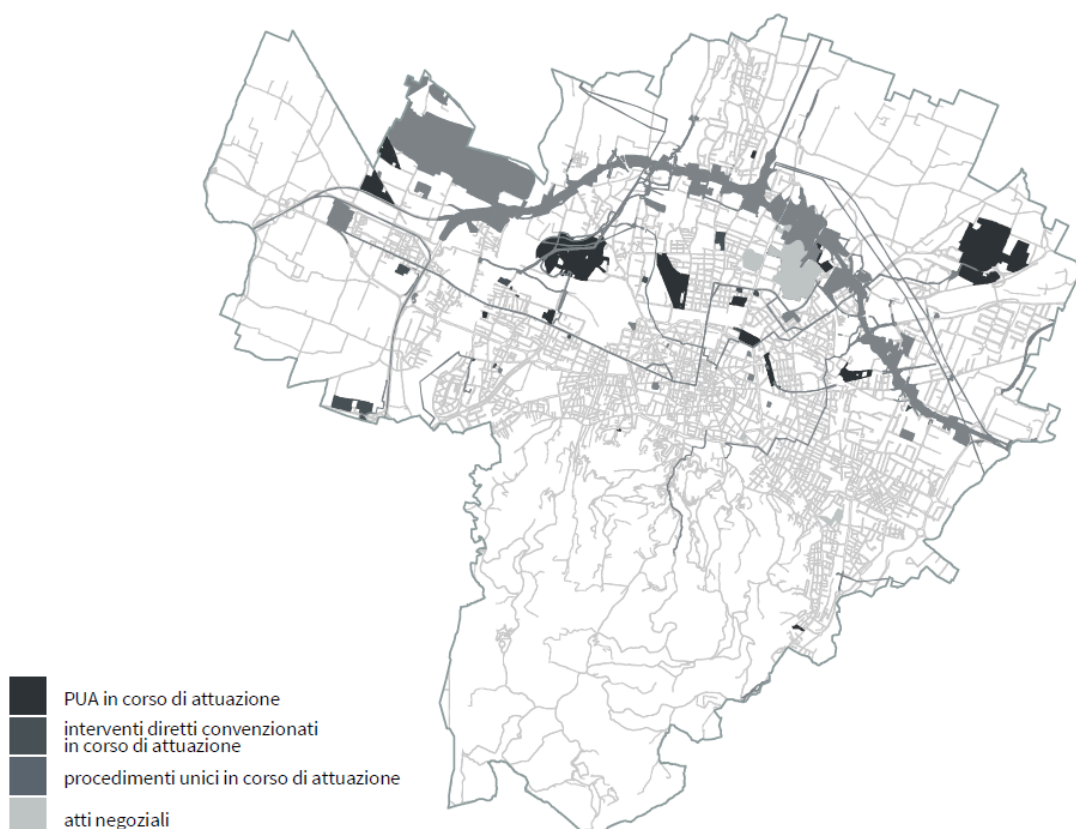 PUA in corso di attuazione
interventi diretti convenzionati
in corso di attuazione
procedimenti unici in corso di attuazione
atti negoziali